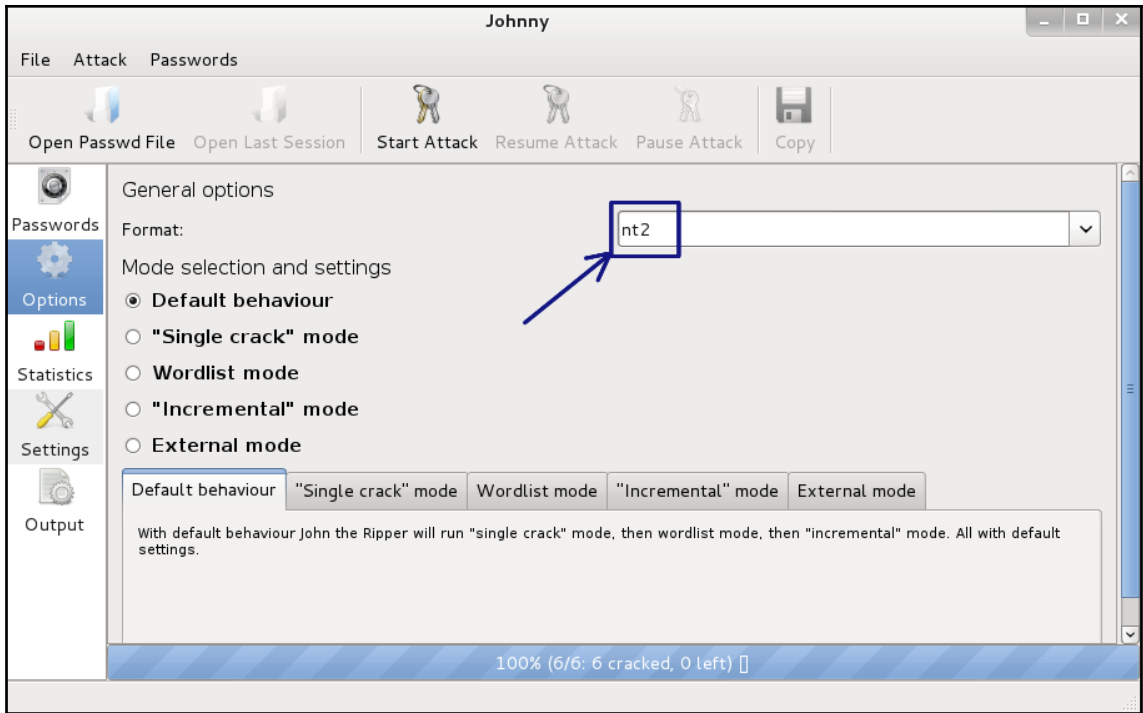 Johnny
File Attack Passwords
Open Passwd File Open Last Session Start Attack Resume Attack Pause Attack Copy
Passwords
Options
Statistics
Settings
Output
General options
Format: nt2
Mode selection and settings
Default behaviour
"Single crack" mode
Wordlist mode
"Incremental" mode
External mode
Default behaviour "Single crack" mode Wordlist mode "Incremental" mode External mode
With default behaviour John the Ripper will run "single crack" mode, then wordlist mode, then "incremental" mode. All with default
settings.
100% (6/6: 6 cracked, 0 left) []